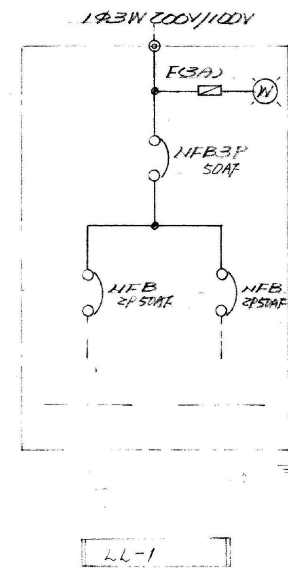 1Φ3W 200V/100V
F(3A)
W
NFB3P
50AF
NFB
2P50AF
NFB
2P50AF
LL-1